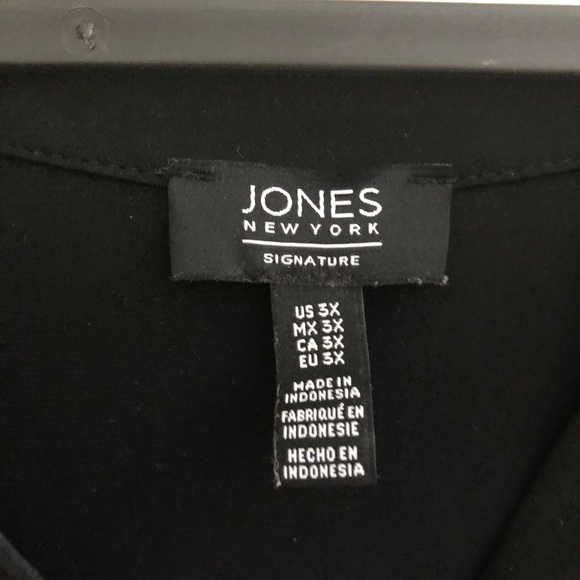 JONES
NEW YORK
SIGNATURE
US 3X
MX 3X
CA 3X
EU 3X
MADE IN
INDONESIA
FABRIQUÉ EN
INDONESIE
HECHO EN
INDONESIA